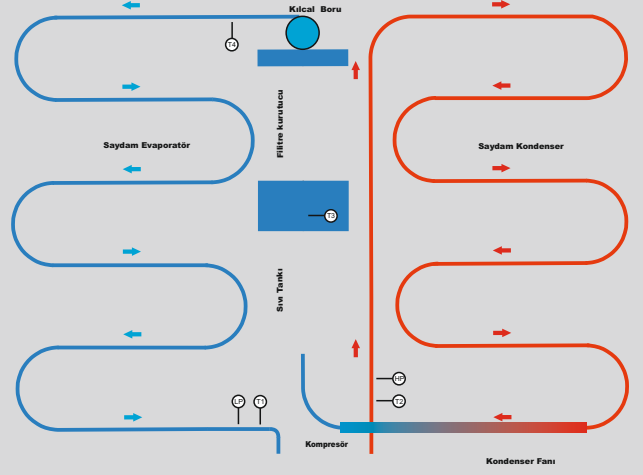 Kılcal Boru
T4
Filitre kurutucu
Saydam Evaporatör
Saydam Kondenser
T3
Sıvı Tankı
HP
LP
T1
T2
Kompresör
Kondenser Fanı